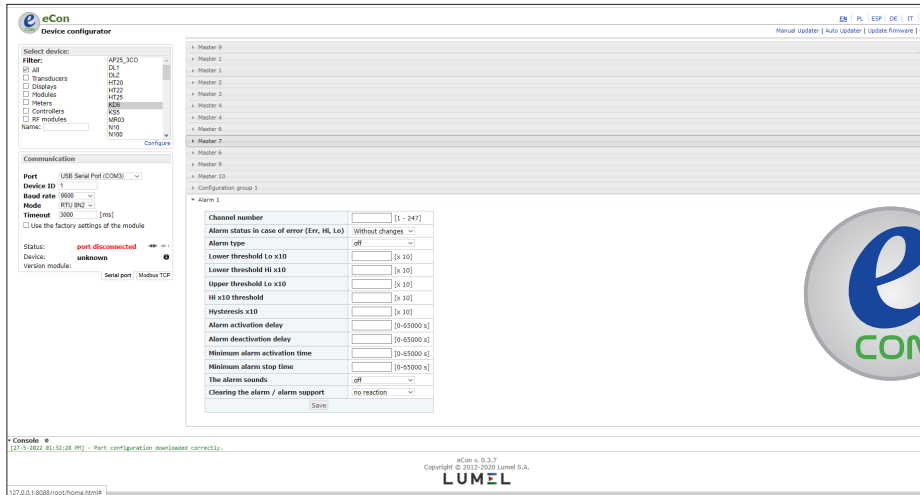 eCon
EN | PL | ESP | DE | IT |
CON
Device configurator
Manual Updater | Auto Updater | Update firmware |
Select device:
Filter:
All
Transducers
Displays
Modules
Meters
Controllers
RF modules
Name:
AP25_3CO
DL1
DLZ
HT20
HT22
HT25
KD6
KS5
MR03
N10
N100
Configure
Communication
Port USB Serial Port (COM3)
Device ID 1
Baud rate 9600
Mode RTU 8N2
Timeout 3000 [ms]
Use the factory settings of the module
Status: port disconnected
Device: unknown
Version module:
Serial port Modbus TCP
Master 9
Master 1
Master 1
Master 2
Master 3
Master 4
Master 4
Master 6
Master 7
Master 6
Master 9
Master 10
Configuration group 1
Alarm 1
Channel number [1 - 247]
Alarm status in case of error (Err, Hi, Lo) Without changes
Alarm type off
Lower threshold Lo x10 [x 10]
Lower threshold Hi x10 [x 10]
Upper threshold Lo x10 [x 10]
Hi x10 threshold [x 10]
Hysteresis x10 [x 10]
Alarm activation delay [0-65000 s]
Alarm deactivation delay [0-65000 s]
Minimum alarm activation time [0-65000 s]
Minimum alarm stop time [0-65000 s]
The alarm sounds off
Clearing the alarm / alarm support no reaction
Save
e
CON
Console
[27-5-2022 01:32:28 PM] - Port configuration downloaded correctly.
eCon v. 0.3.7
Copyright © 2012-2020 Lumel S.A.
LUMEL
127.0.0.1:8088/root/home.html#